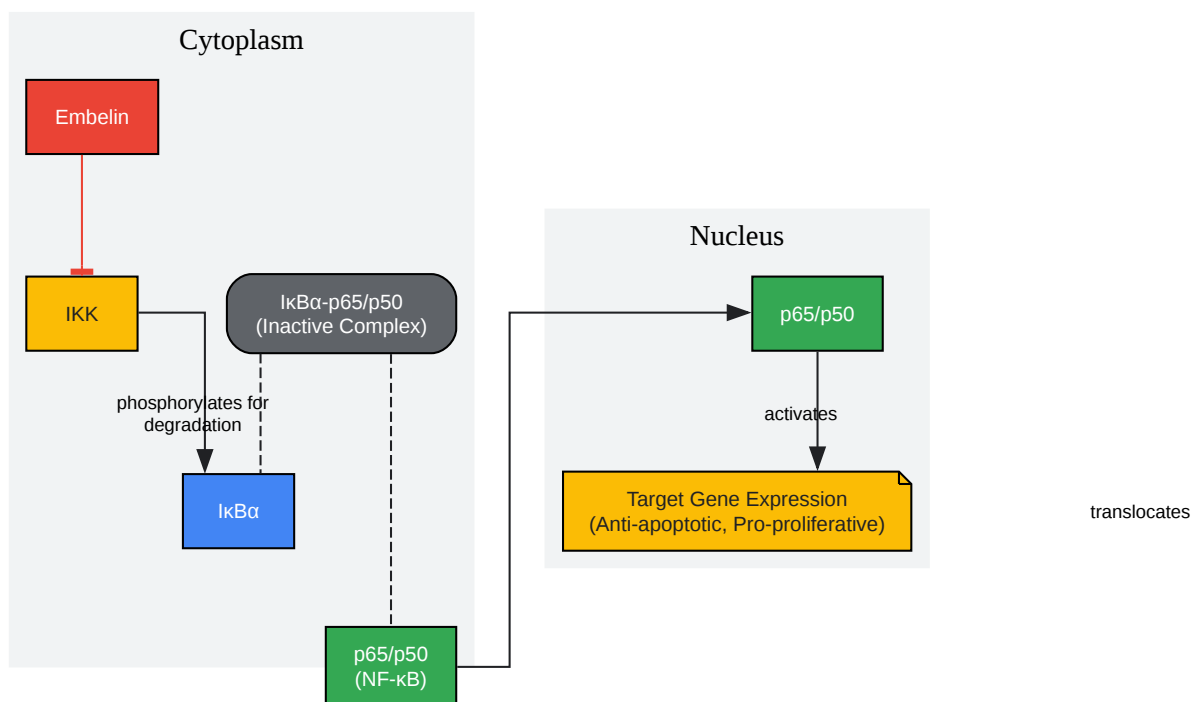 Cytoplasm
Embelin
Nucleus
IKK
IκBα-p65/p50
(Inactive Complex)
p65/p50
phosphorylates for
degradation
activates
IκBα
Target Gene Expression
(Anti-apoptotic, Pro-proliferative)
translocates
p65/p50
(NF-κB)